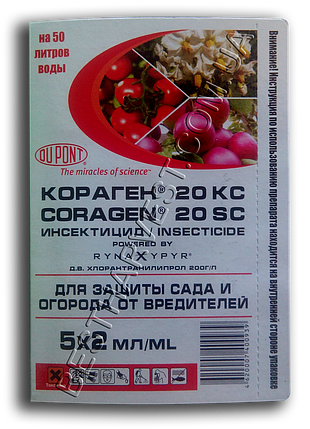 на 50
литров
воды
DU PONT
The miracles of science™
КОРАГЕН® 20 КС
CORAGEN® 20 SC
ИНСЕКТИЦИД / INSECTICIDE
POWERED BY
RYNAXYPYR®
Д.В. ХЛОРАНТРАНИЛИПРОЛ 200Г/Л
ДЛЯ ЗАЩИТЫ САДА И
ОГОРОДА ОТ ВРЕДИТЕЛЕЙ
5х2 МЛ/ML
Внимание! Инструкция по использованию препарата находится на внутренней стороне упаковки